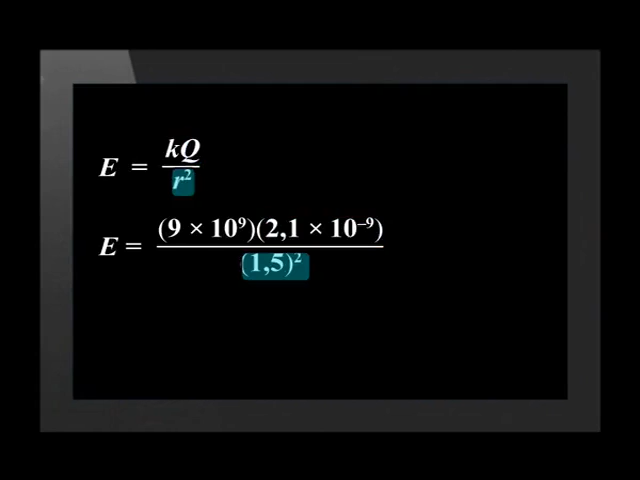 E = kQ / r²
E = (9 × 10⁹)(2,1 × 10⁻⁹) / (1,5)²